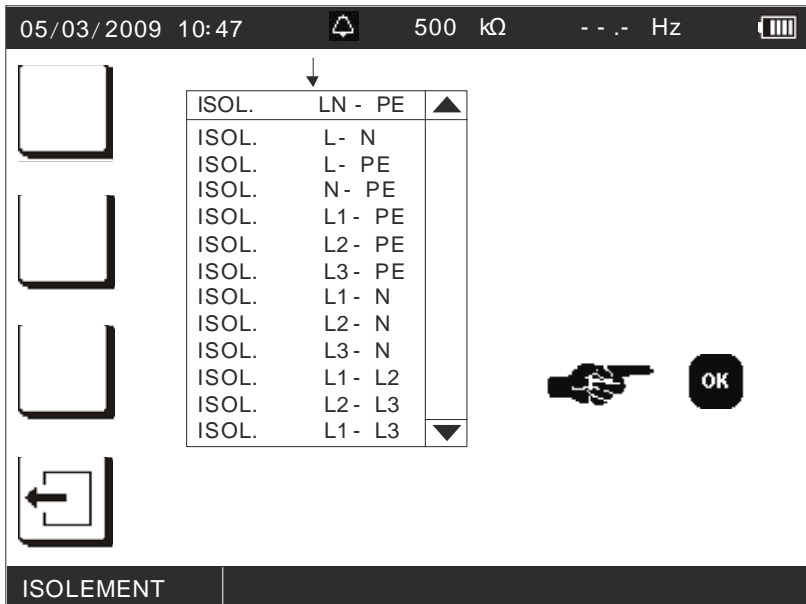 05/03/2009 10:47 500 kΩ - - .- Hz
ISOL. LN - PE
ISOL. L- N
ISOL. L- PE
ISOL. N- PE
ISOL. L1- PE
ISOL. L2- PE
ISOL. L3- PE
ISOL. L1- N
ISOL. L2- N
ISOL. L3- N
ISOL. L1- L2
ISOL. L2- L3
ISOL. L1- L3
OK
ISOLEMENT